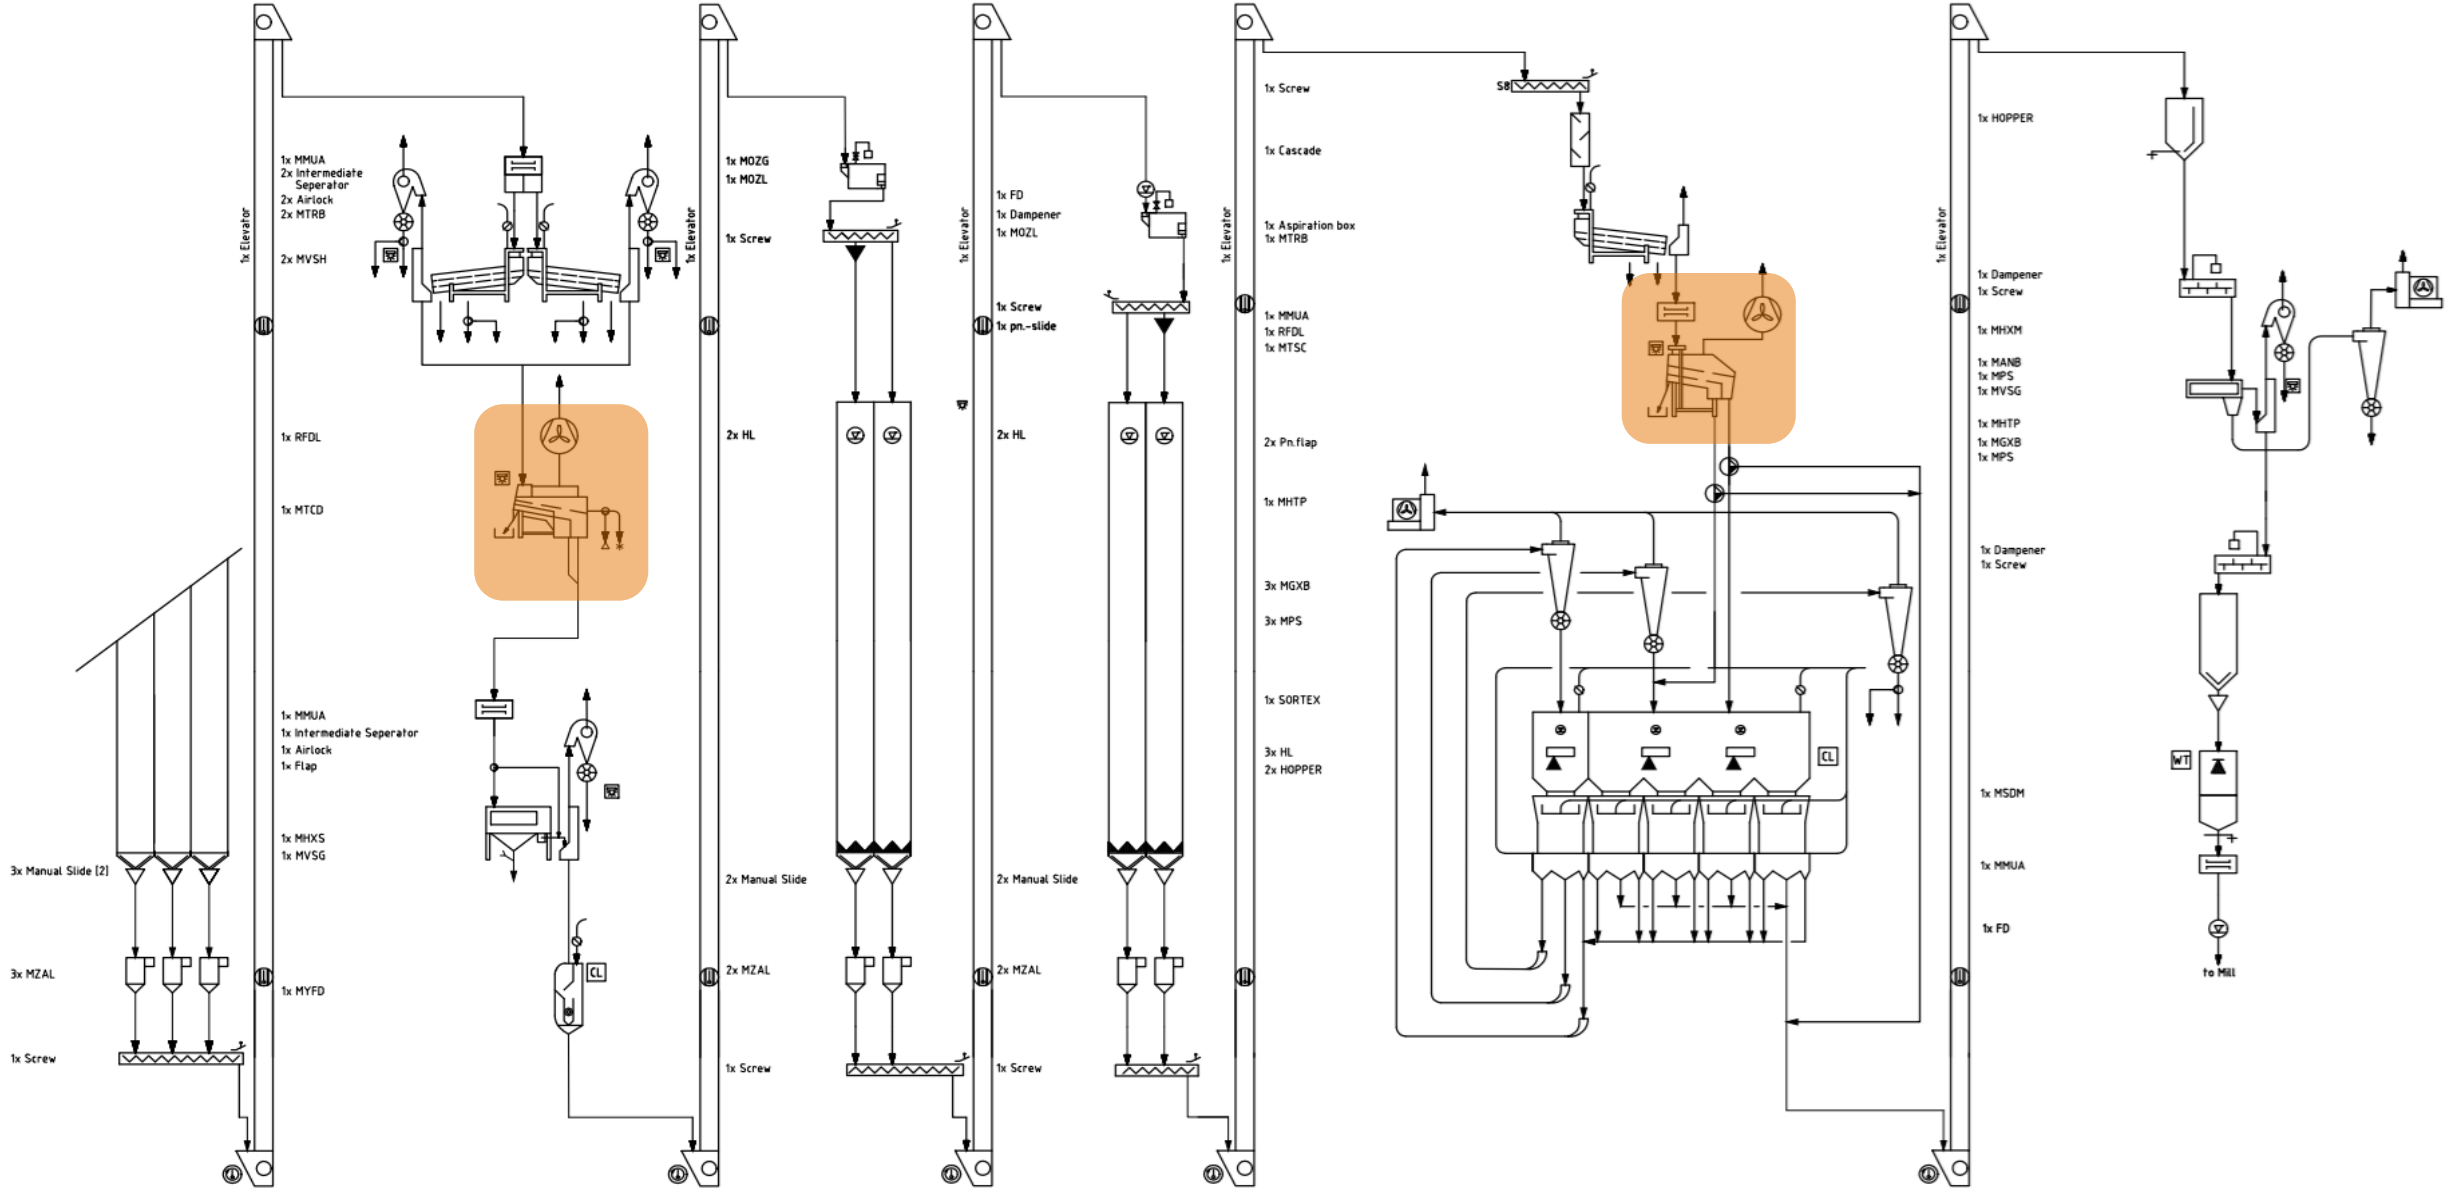 3x Manual Slide [2]
3x MZAL
1x Screw
1x Elevator
1x MMUA
2x Intermediate
Seperator
2x Airlock
2x MTRB
2x MVSH
1x RFDL
1x MTCD
1x MMUA
1x Intermediate Seperator
1x Airlock
1x Flap
1x MHXS
1x MVSG
1x MYFD
CL
1x Elevator
1x MOZG
1x MOZL
1x Screw
2x HL
2x Manual Slide
2x MZAL
1x Screw
1x Elevator
1x FD
1x Dampener
1x MOZL
1x Screw
1x pn.-slide
2x HL
2x Manual Slide
2x MZAL
1x Screw
1x Elevator
1x Screw
S8
1x Cascade
1x Aspiration box
1x MTRB
1x MMUA
1x RFDL
1x MTSC
2x Pn.flap
1x MHTP
3x MGXB
3x MPS
1x SORTEX
3x HL
2x HOPPER
CL
1x Elevator
1x HOPPER
1x Dampener
1x Screw
1x MHXM
1x MANB
1x MPS
1x MVSG
1x MHTP
1x MGXB
1x MPS
1x Dampener
1x Screw
WT
1x MSDM
1x MMUA
1x FD
to Mill